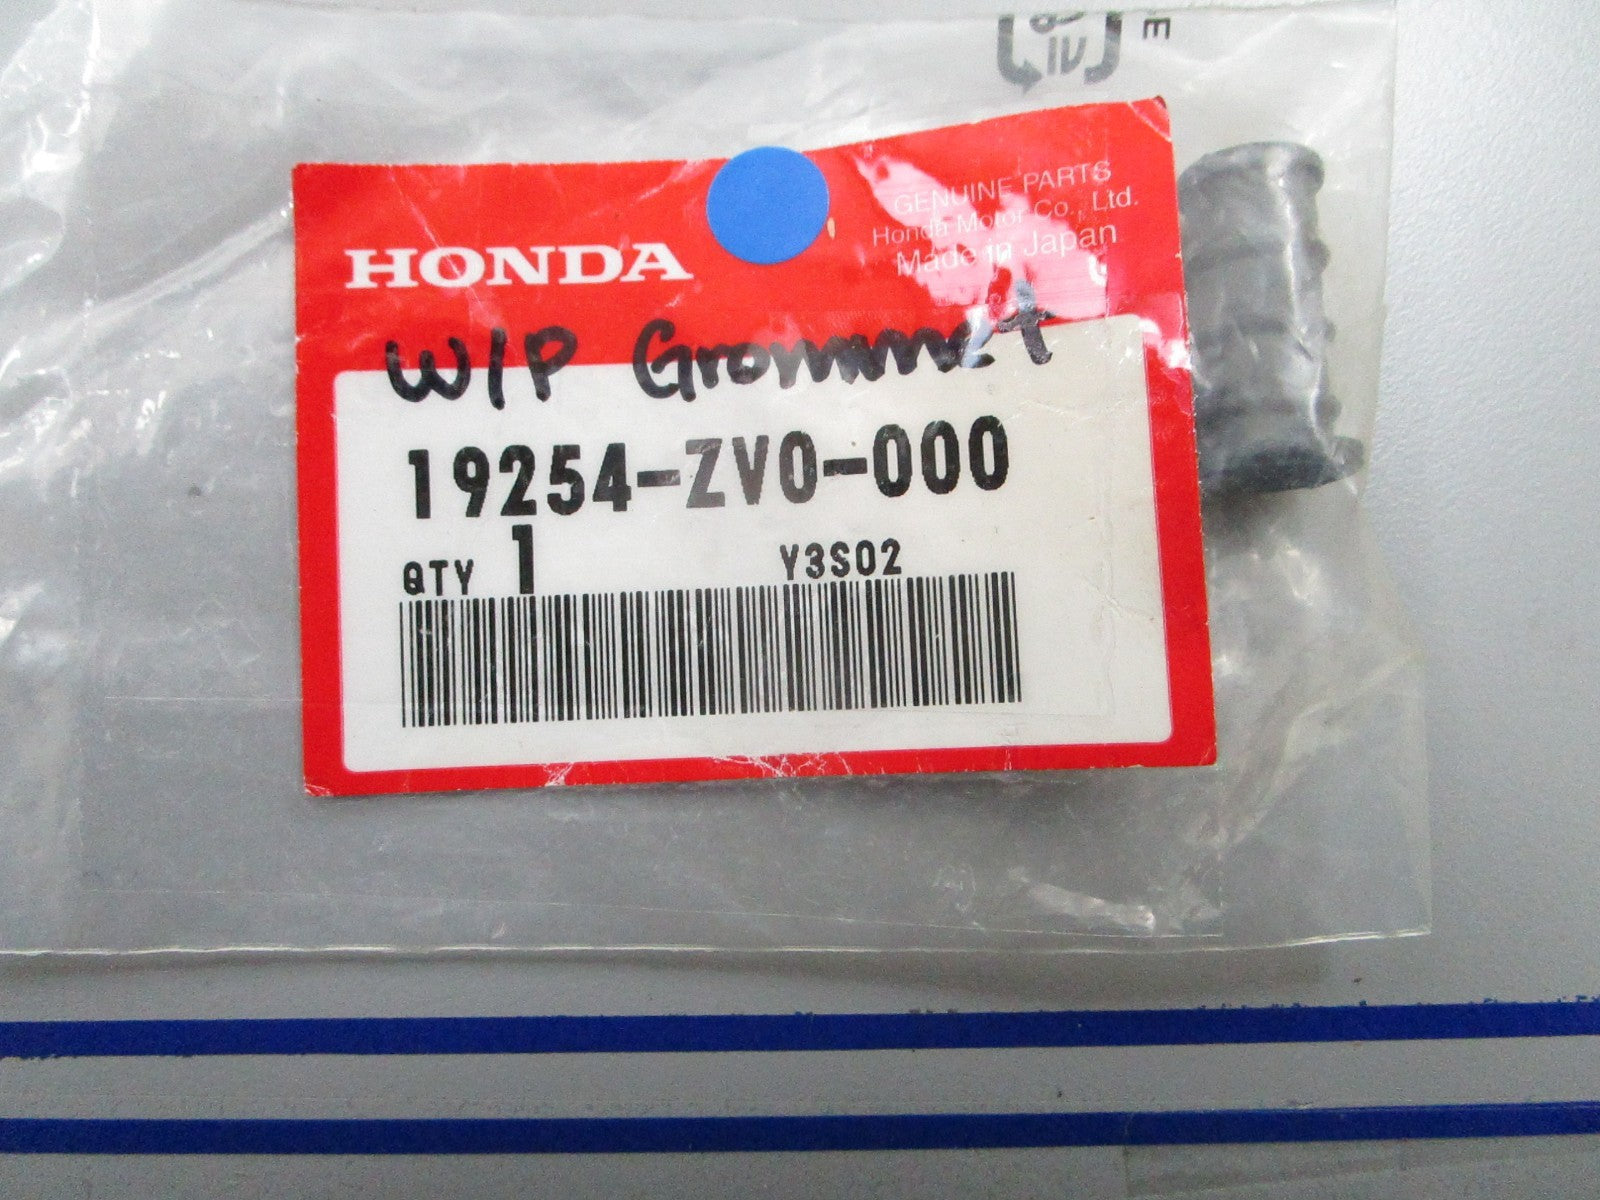 E
HONDA
GENUINE PARTS
Honda Motor Co., Ltd.
Made in Japan
W/P Grommet
19254-ZV0-000
QTY 1 Y3S02